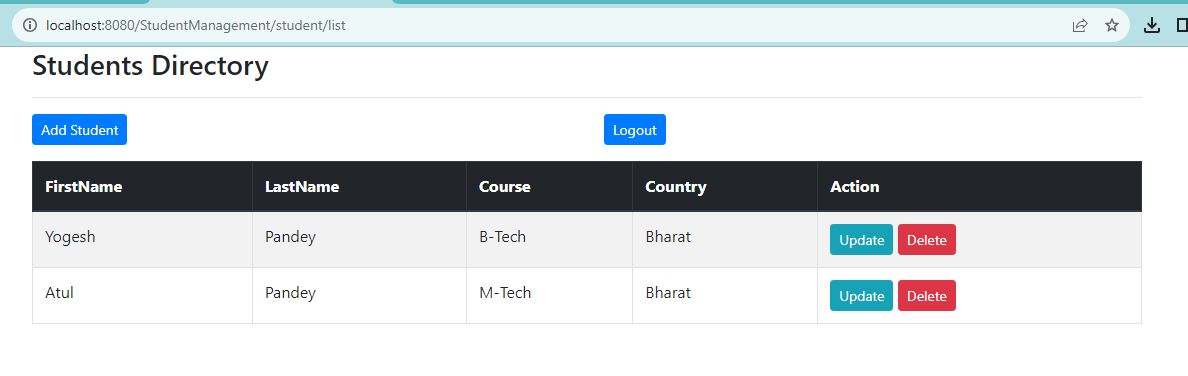 localhost:8080/StudentManagement/student/list
Students Directory
Add Student Logout
FirstName LastName Course Country Action
Yogesh Pandey B-Tech Bharat Update Delete
Atul Pandey M-Tech Bharat Update Delete